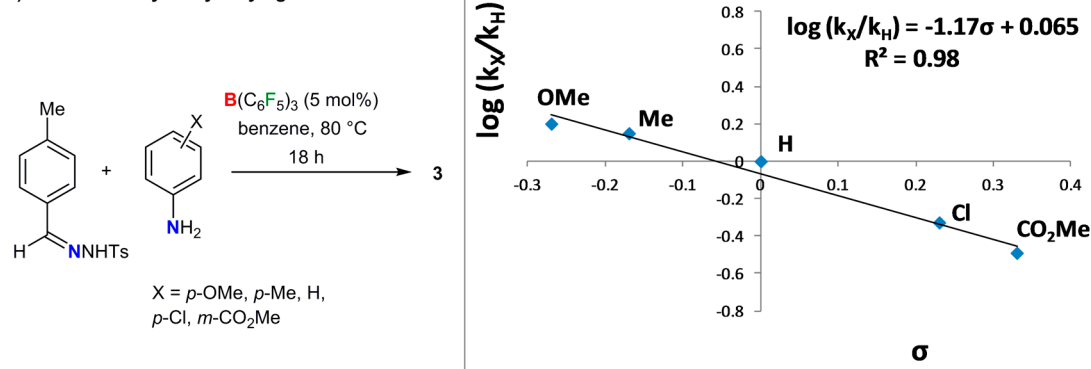 Me
H
NNHTs
+
X
NH₂
B(C₆F₅)₃ (5 mol%)
benzene, 80 °C
18 h
3
X = p-OMe, p-Me, H,
p-Cl, m-CO₂Me
log (kₓ/kH)
log (kₓ/kH) = -1.17σ + 0.065
R² = 0.98
0.8
0.6
0.4
0.2
0
-0.2
-0.4
-0.6
-0.8
OMe
Me
H
Cl
CO₂Me
-0.3
-0.2
-0.1
0
0.1
0.2
0.3
0.4
σ